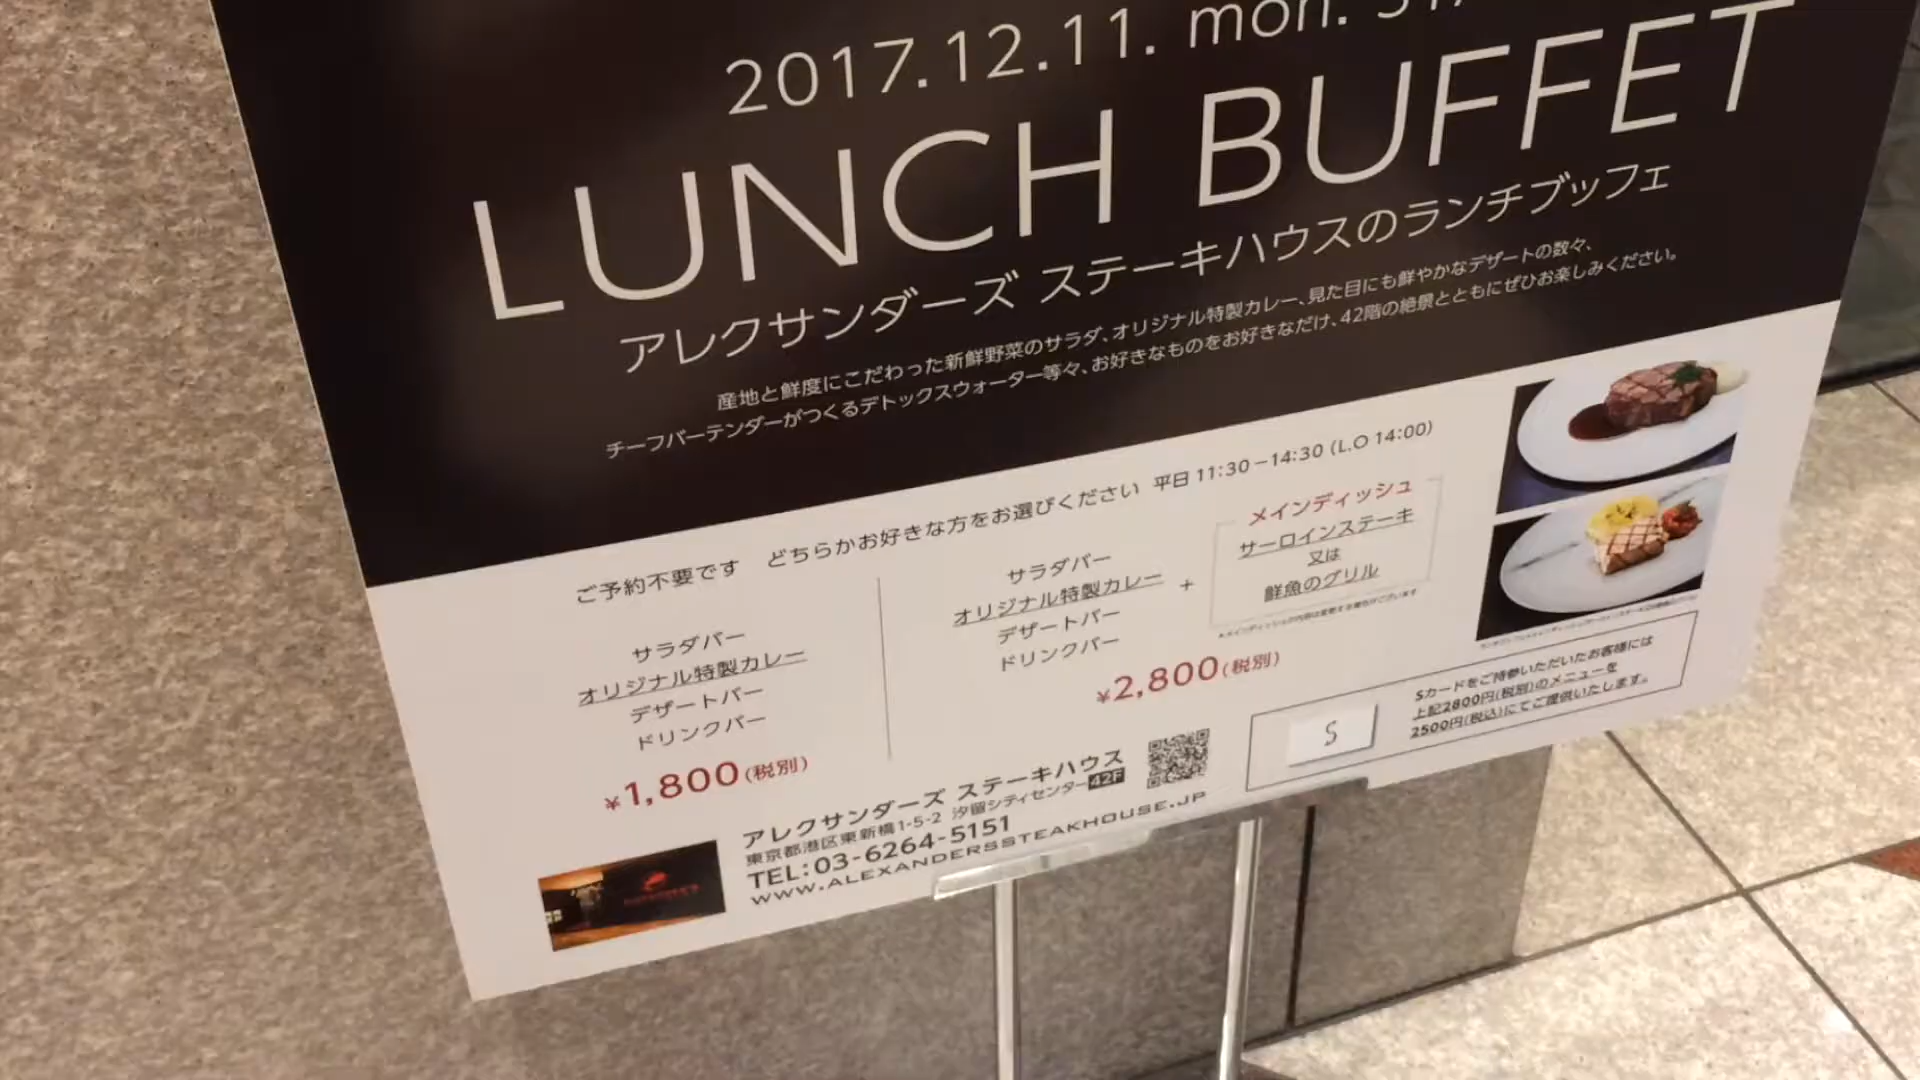 2017.12.11. mon.
LUNCH BUFFET
アレクサンダーズ ステーキハウスのランチブッフェ
産地と鮮度にこだわった新鮮野菜のサラダ、オリジナル特製カレー、見た目にも鮮やかなデザートの数々、
チーフバーテンダーがつくるデトックスウォーター等々、お好きなものをお好きなだけ、42階の絶景とともにぜひお楽しみください。
ご予約不要です どちらかお好きな方をお選びください 平日 11:30-14:30 (L.O 14:00)
サラダバー
オリジナル特製カレー
デザートバー
ドリンクバー
¥1,800(税別)
サラダバー
オリジナル特製カレー
デザートバー
ドリンクバー
+
メインディッシュ
サーロインステーキ
又は
鮮魚のグリル
¥2,800(税別)
アレクサンダーズ ステーキハウス
東京都港区東新橋1-5-2 汐留シティセンター42F
TEL:03-6264-5151
WWW.ALEXANDERSSTEAKHOUSE.JP
S
Sカードをご持参いただいたお客様には
上記2800円(税別)のメニューを
2500円(税込)にてご提供いたします。